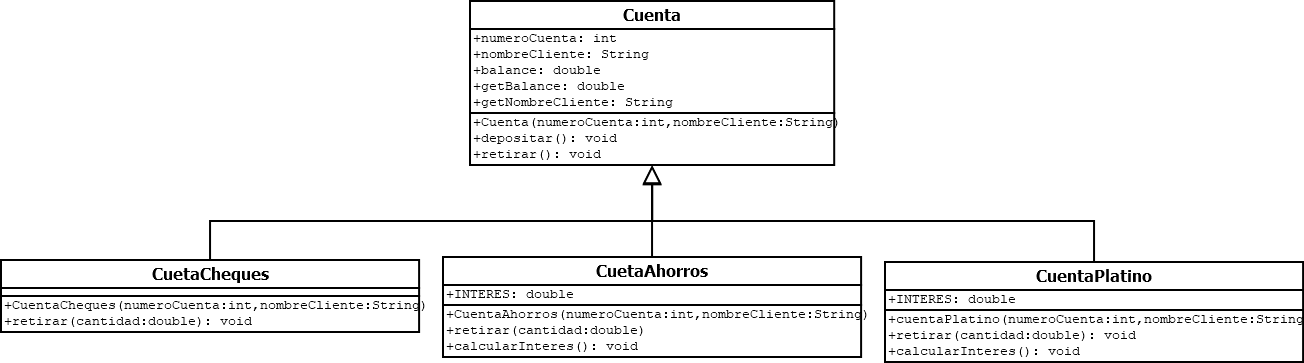 Cuenta
+numeroCuenta: int
+nombreCliente: String
+balance: double
+getBalance: double
+getNombreCliente: String
+Cuenta(numeroCuenta:int,nombreCliente:String)
+depositar(): void
+retirar(): void
CuetaCheques
+CuentaCheques(numeroCuenta:int,nombreCliente:String)
+retirar(cantidad:double): void
CuetaAhorros
+INTERES: double
+CuentaAhorros(numeroCuenta:int,nombreCliente:String)
+retirar(cantidad:double)
+calcularInteres(): void
CuentaPlatino
+INTERES: double
+cuentaPlatino(numeroCuenta:int,nombreCliente:String
+retirar(cantidad:double): void
+calcularInteres(): void